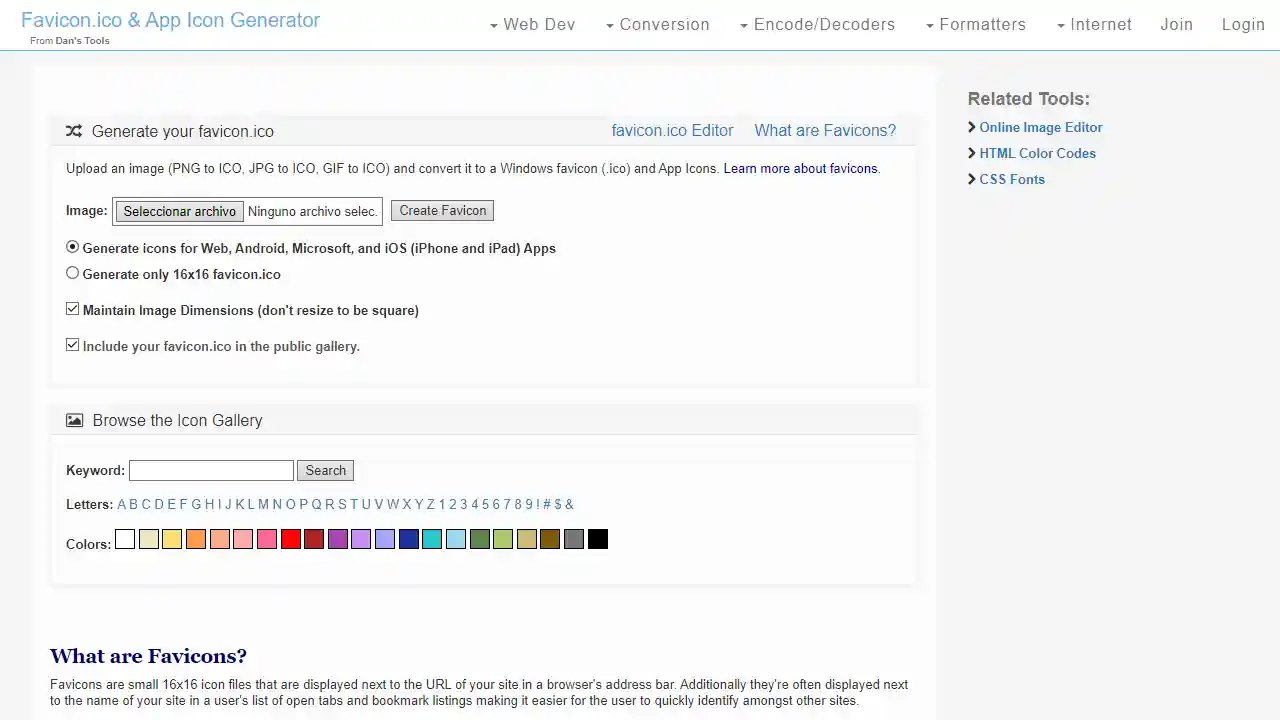 Favicon.ico & App Icon Generator
From Dan's Tools
Web Dev Conversion Encode/Decoders Formatters Internet Join Login
Related Tools:
Online Image Editor
HTML Color Codes
CSS Fonts
Generate your favicon.ico favicon.ico Editor What are Favicons?
Upload an image (PNG to ICO, JPG to ICO, GIF to ICO) and convert it to a Windows favicon (.ico) and App Icons. Learn more about favicons.
Image: Seleccionar archivo Ninguno archivo selec. Create Favicon
Generate icons for Web, Android, Microsoft, and iOS (iPhone and iPad) Apps
Generate only 16x16 favicon.ico
Maintain Image Dimensions (don't resize to be square)
Include your favicon.ico in the public gallery.
Browse the Icon Gallery
Keyword: Search
Letters: A B C D E F G H I J K L M N O P Q R S T U V W X Y Z 1 2 3 4 5 6 7 8 9 ! # $ &
Colors:
What are Favicons?
Favicons are small 16x16 icon files that are displayed next to the URL of your site in a browser's address bar. Additionally they're often displayed next
to the name of your site in a user's list of open tabs and bookmark listings making it easier for the user to quickly identify amongst other sites.